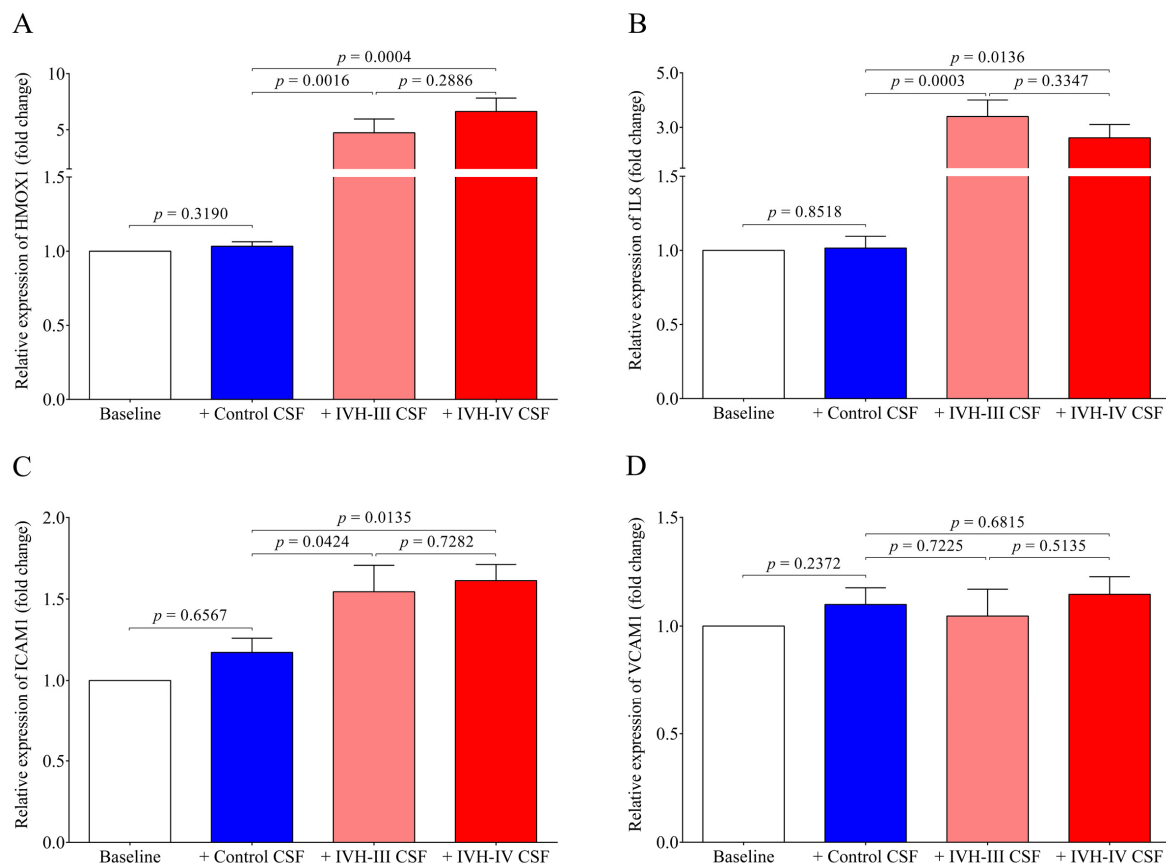 A
Relative expression of HMOX1 (fold change)
10
5
1.5
1.0
0.5
0.0
p = 0.0004
p = 0.0016
p = 0.2886
p = 0.3190
Baseline
+ Control CSF
+ IVH-III CSF
+ IVH-IV CSF
B
Relative expression of IL8 (fold change)
5.0
3.0
1.5
1.0
0.5
0.0
p = 0.0136
p = 0.0003
p = 0.3347
p = 0.8518
Baseline
+ Control CSF
+ IVH-III CSF
+ IVH-IV CSF
C
Relative expression of ICAM1 (fold change)
2.0
1.5
1.0
0.5
0.0
p = 0.0135
p = 0.0424
p = 0.7282
p = 0.6567
Baseline
+ Control CSF
+ IVH-III CSF
+ IVH-IV CSF
D
Relative expression of VCAM1 (fold change)
1.5
1.0
0.5
0.0
p = 0.6815
p = 0.7225
p = 0.5135
p = 0.2372
Baseline
+ Control CSF
+ IVH-III CSF
+ IVH-IV CSF